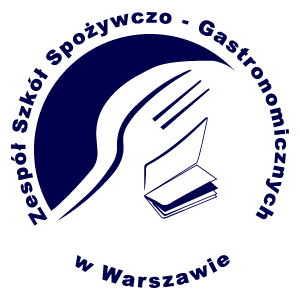 Zespół Szkół Spożywczo - Gastronomicznych
w Warszawie